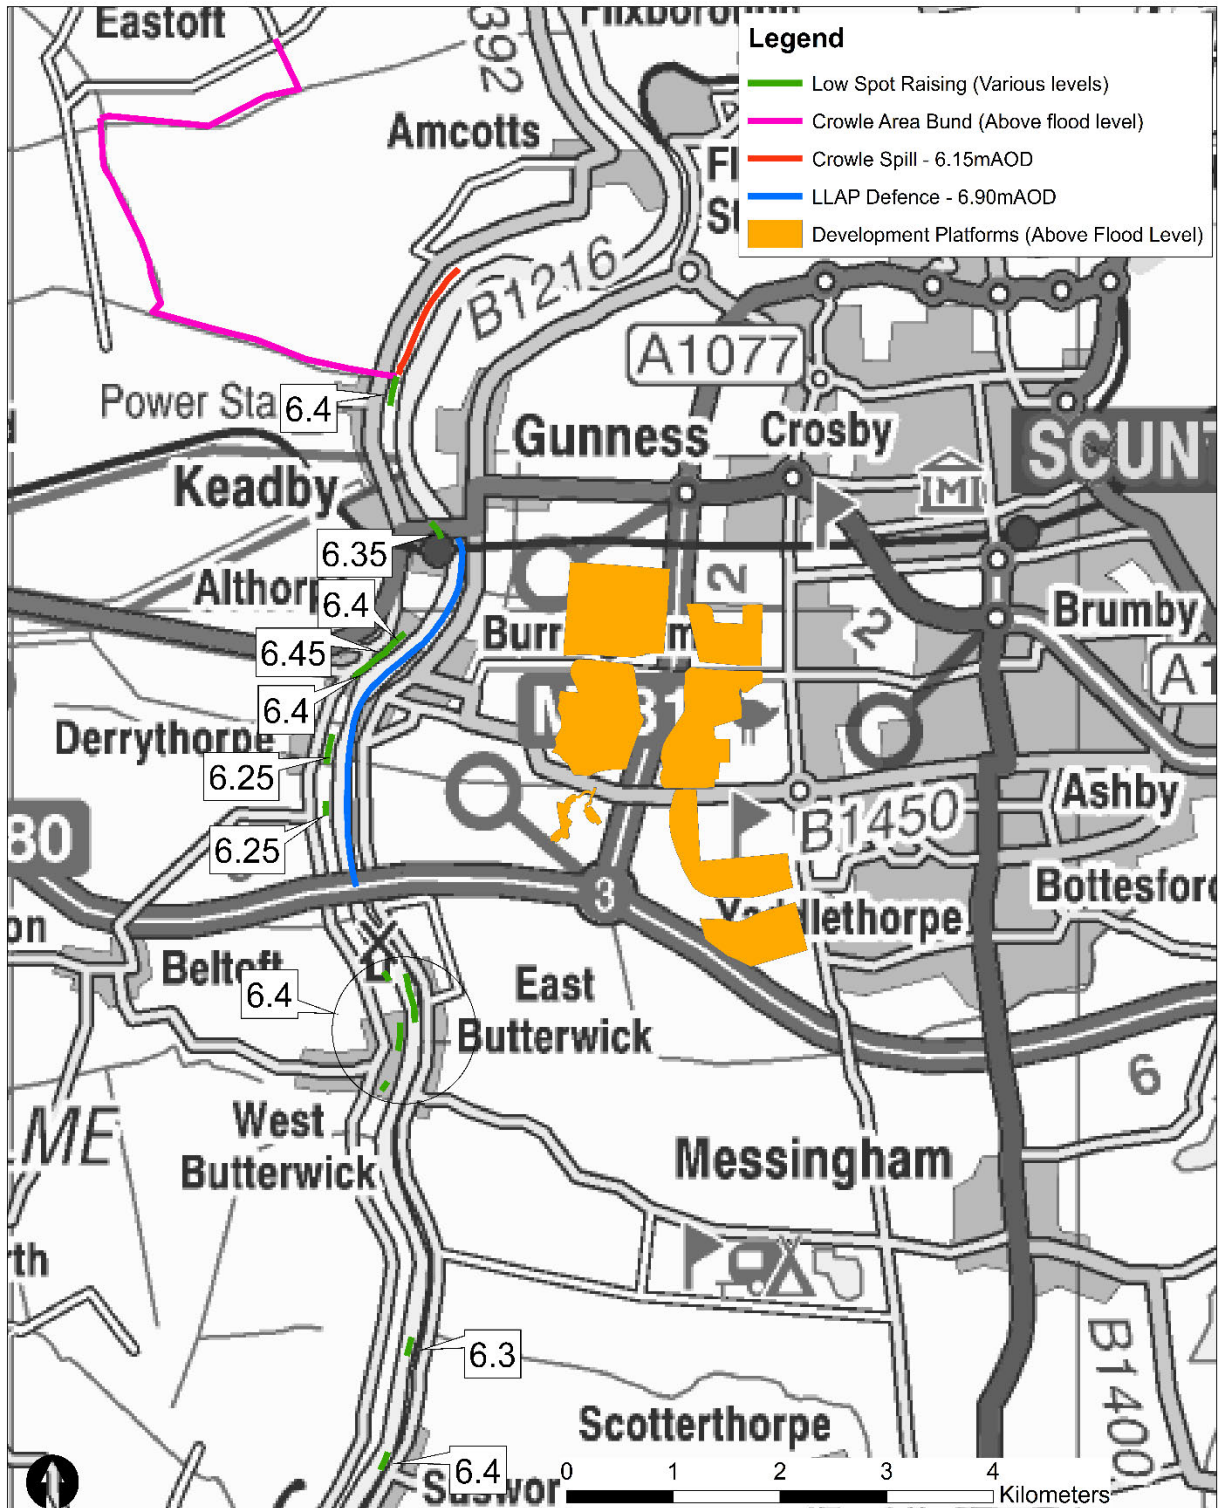 Eastoft
392
Legend
Low Spot Raising (Various levels)
Crowle Area Bund (Above flood level)
Crowle Spill - 6.15mAOD
LLAP Defence - 6.90mAOD
Development Platforms (Above Flood Level)
Amcotts
B1216
A1077
Power Sta
6.4
Gunness
Crosby
SCUNT
Keadby
M
6.35
Althorp
6.4
2
2
Brumby
6.45
6.4
A1
Derrythorpe
6.25
6.25
80
B1450
Ashby
3
Bottesford
on
Beltoft
6.4
East
Butterwick
6
West
Butterwick
LME
Messingham
rth
6.3
B1400
Scotterthorpe
6.4
0 1 2 3 4
Kilometers